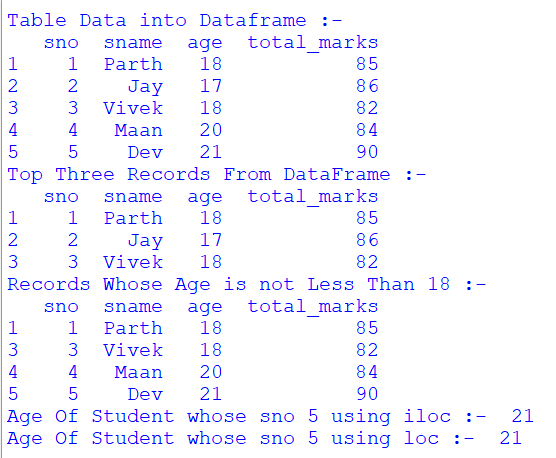 Table Data into Dataframe :-
   sno  sname  age  total_marks
1    1  Parth   18           85
2    2    Jay   17           86
3    3  Vivek   18           82
4    4   Maan   20           84
5    5    Dev   21           90
Top Three Records From DataFrame :-
   sno  sname  age  total_marks
1    1  Parth   18           85
2    2    Jay   17           86
3    3  Vivek   18           82
Records Whose Age is not Less Than 18 :-
   sno  sname  age  total_marks
1    1  Parth   18           85
3    3  Vivek   18           82
4    4   Maan   20           84
5    5    Dev   21           90
Age Of Student whose sno 5 using iloc :-  21
Age Of Student whose sno 5 using loc :-  21